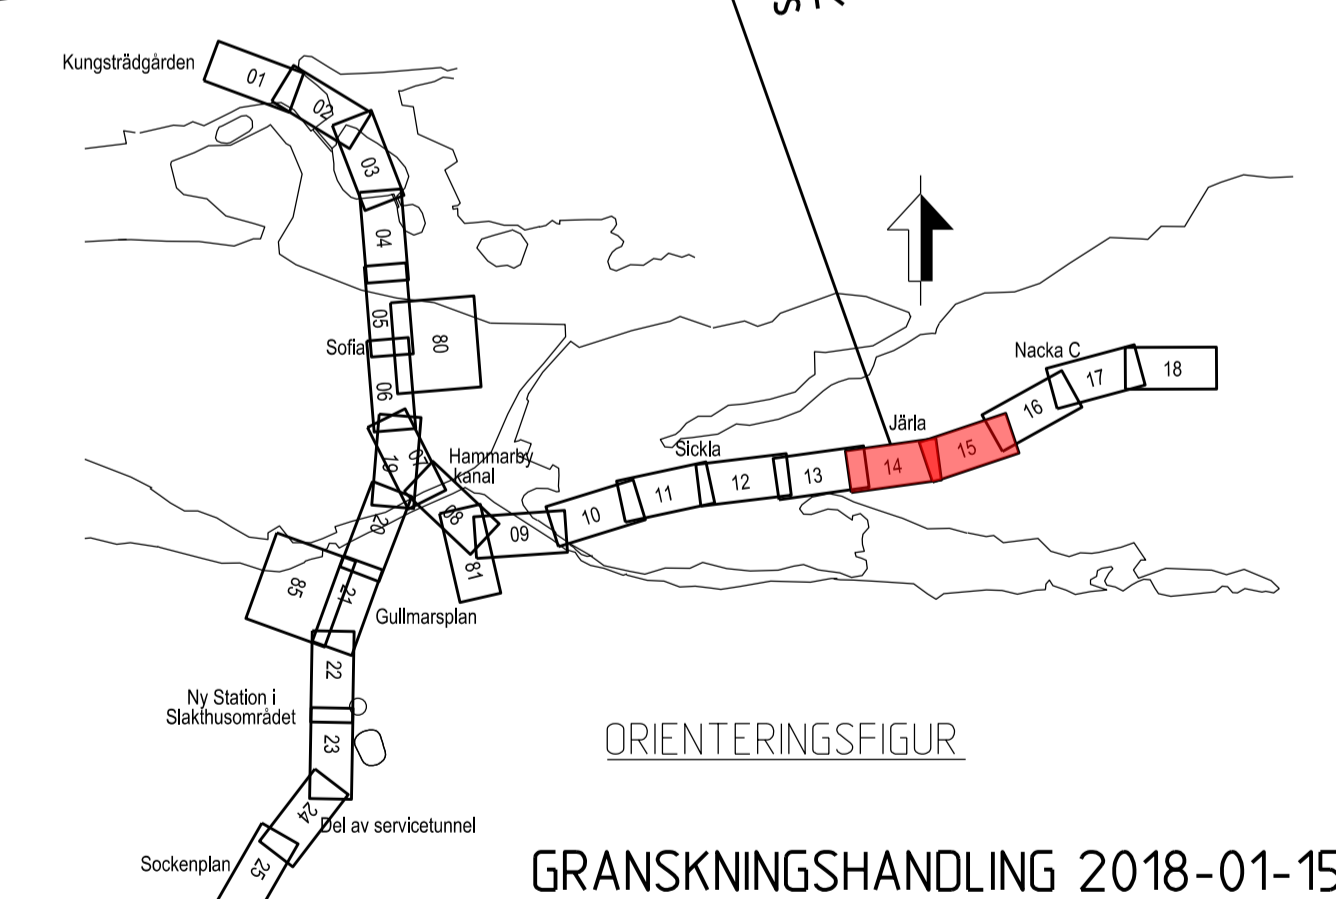 Kungsträdgården
01
02
03
04
05
Sofia
80
06
Nacka C
17
18
16
Järla
15
14
Sickla
13
12
11
10
09
Hammarby
kanal
07
19
08
20
81
85
21
Gullmarsplan
22
Ny Station i
Slakthusområdet
23
24
Del av servicetunnel
Sockenplan
25
ORIENTERINGSFIGUR
GRANSKNINGSHANDLING 2018-01-15